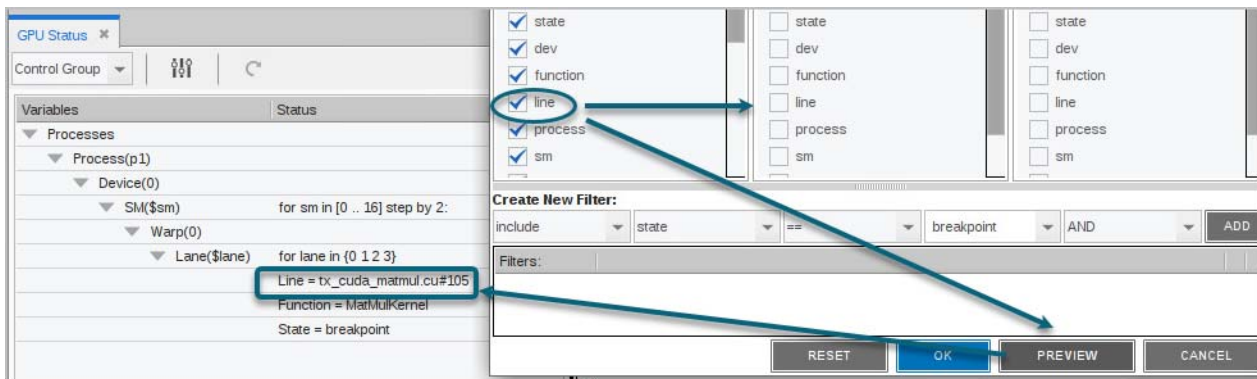 GPU Status
Control Group
Variables Status
Processes
Process(p1)
Device(0)
SM($sm) for sm in [0 .. 16] step by 2:
Warp(0)
Lane($lane) for lane in {0 1 2 3}
Line = tx_cuda_matmul.cu#105
Function = MatMulKernel
State = breakpoint
state state state
dev dev dev
function function function
line line line
process process process
sm sm sm
Create New Filter:
include state == breakpoint AND ADD
Filters:
RESET OK PREVIEW CANCEL